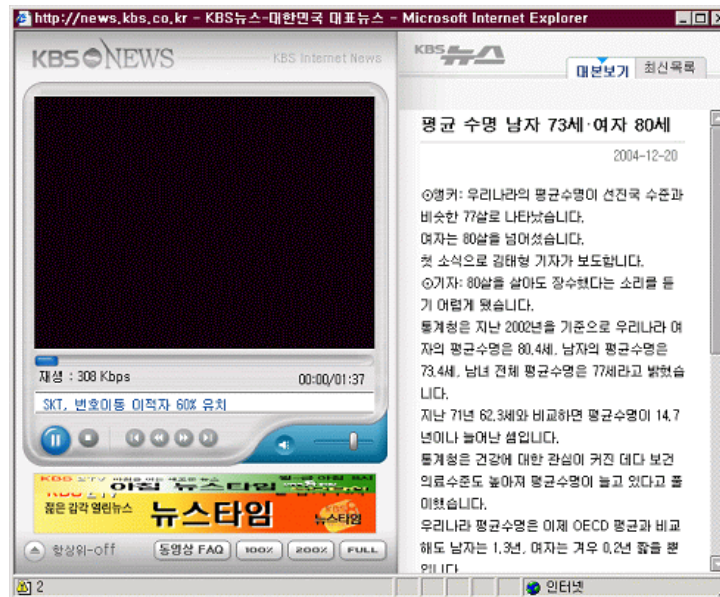 http://news.kbs.co.kr - KBS뉴스-대한민국 대표뉴스 - Microsoft Internet Explorer
KBS NEWS
KBS Internet News
KBS 뉴스
대본보기
최신목록
평균 수명 남자 73세·여자 80세
2004-12-20
⊙앵커: 우리나라의 평균수명이 선진국 수준과
비슷한 77살로 나타났습니다.
여자는 80살을 넘어섰습니다.
첫 소식으로 김태형 기자가 보도합니다.
⊙기자: 80살을 살아도 장수했다는 소리를 듣
기 어렵게 됐습니다.
통계청은 지난 2002년을 기준으로 우리나라 여
자의 평균수명은 80.4세, 남자의 평균수명은
73.4세, 남녀 전체 평균수명은 77세라고 밝혔습
니다.
지난 71년 62.3세와 비교하면 평균수명이 14.7
년이나 늘어난 셈입니다.
통계청은 건강에 대한 관심이 커진 데다 보건
의료수준도 높아져 평균수명이 늘고 있다고 풀
이했습니다.
우리나라 평균수명은 이제 OECD 평균과 비교
해도 남자는 1.3년, 여자는 겨우 0.2년 짧을 뿐
입니다.
재생 : 308 Kbps
00:00/01:37
SKT, 번호이동 이적자 60% 유치
아침 뉴스타임
젊은 감각 열린뉴스
뉴스타임
뉴스타임
항상위-off
동영상 FAQ
100%
200%
FULL
2
인터넷